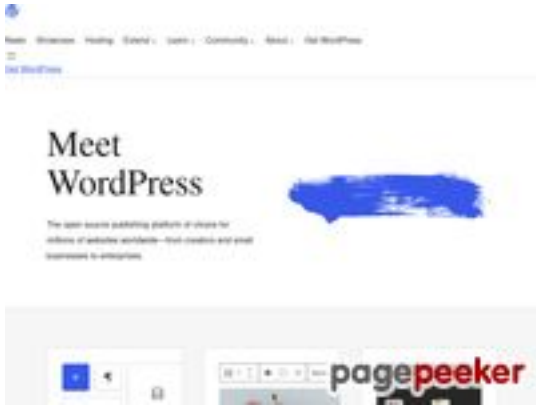 News Showcase Hosting Extend Learn Community About Get WordPress
Get WordPress
Meet
WordPress
The open source publishing platform of choice for
millions of websites worldwide—from creators and small
businesses to enterprises.
pagepeeker